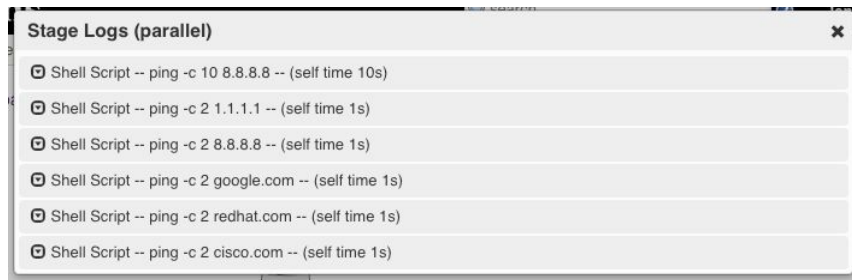 search
Stage Logs (parallel)
Shell Script -- ping -c 10 8.8.8.8 -- (self time 10s)
Shell Script -- ping -c 2 1.1.1.1 -- (self time 1s)
Shell Script -- ping -c 2 8.8.8.8 -- (self time 1s)
Shell Script -- ping -c 2 google.com -- (self time 1s)
Shell Script -- ping -c 2 redhat.com -- (self time 1s)
Shell Script -- ping -c 2 cisco.com -- (self time 1s)